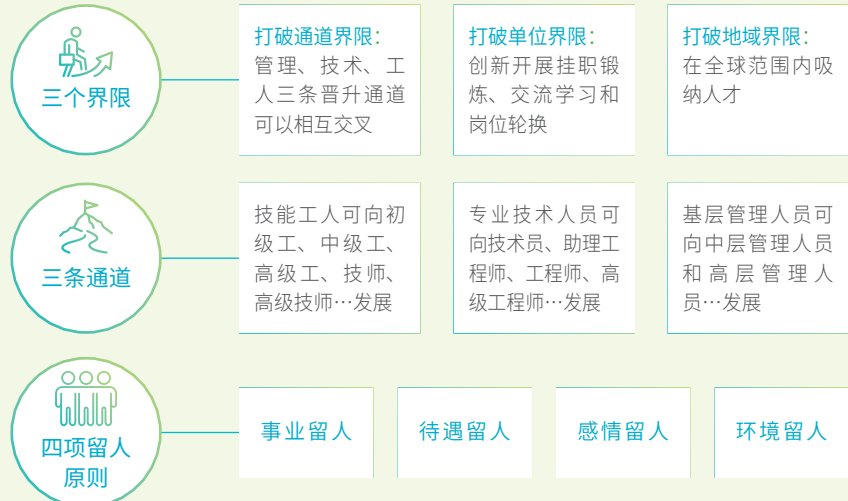 三个界限
打破通道界限：
管理、技术、工
人三条晋升通道
可以相互交叉
打破单位界限：
创新开展挂职锻
炼、交流学习和
岗位轮换
打破地域界限：
在全球范围内吸
纳人才
三条通道
技能工人可向初
级工、中级工、
高级工、技师、
高级技师…发展
专业技术人员可
向技术员、助理工
程师、工程师、高
级工程师…发展
基层管理人员可
向中层管理人员
和高层管理人
员…发展
四项留人
原则
事业留人
待遇留人
感情留人
环境留人